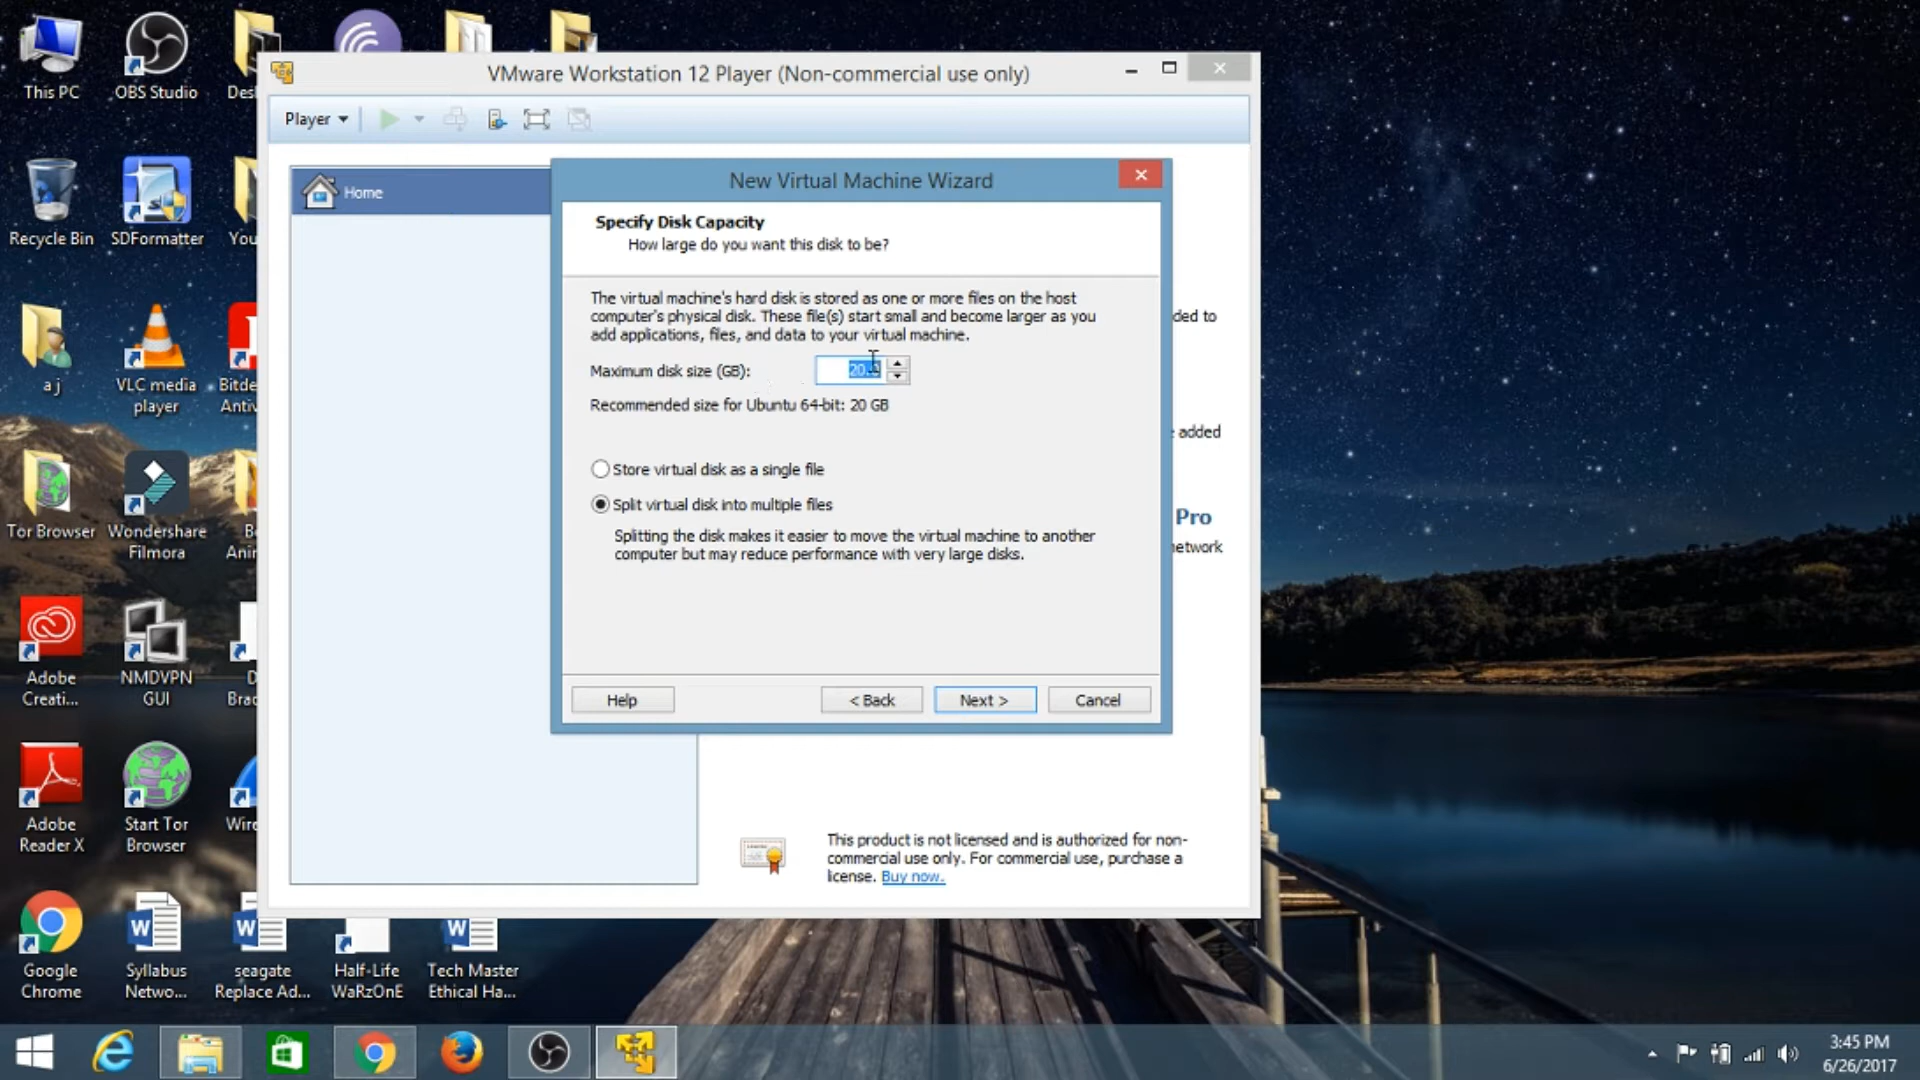 This PC
OBS Studio
Recycle Bin
SDFormatter
a j
VLC media
player
Tor Browser
Wondershare
Filmora
Adobe
Creati...
NMDVPN
GUI
Adobe
Reader X
Start Tor
Browser
Google
Chrome
Syllabus
Netwo...
seagate
Replace Ad...
Half-Life
WaRzOnE
Tech Master
Ethical Ha...
VMware Workstation 12 Player (Non-commercial use only)
Player
Home
New Virtual Machine Wizard
Specify Disk Capacity
How large do you want this disk to be?
The virtual machine's hard disk is stored as one or more files on the host
computer's physical disk. These file(s) start small and become larger as you
add applications, files, and data to your virtual machine.
Maximum disk size (GB):
Recommended size for Ubuntu 64-bit: 20 GB
Store virtual disk as a single file
Split virtual disk into multiple files
Splitting the disk makes it easier to move the virtual machine to another
computer but may reduce performance with very large disks.
Help
< Back
Next >
Cancel
to
added
Pro
This product is not licensed and is authorized for non-
commercial use only. For commercial use, purchase a
license. Buy now.
3:45 PM
6/26/2017